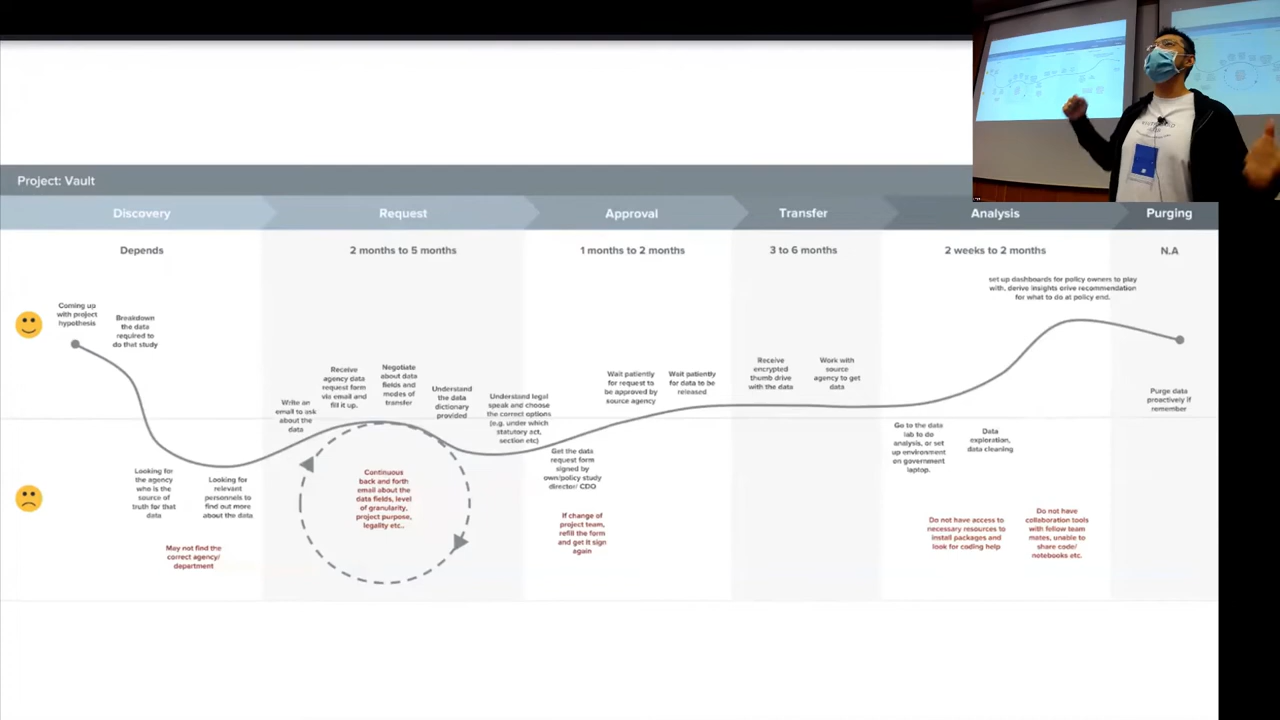 Project: Vault
Discovery
Request
Approval
Transfer
Analysis
Purging
Depends
2 months to 5 months
1 months to 2 months
3 to 6 months
2 weeks to 2 months
N.A
Coming up
with project
hypothesis
Breakdown
the data
required to
do that study
Looking for
the agency
who is the
source of
truth for that
data
Looking for
relevant
personnels to
find out more
about the data
May not find the
correct agency/
department
Write an
email to ask
about the
data
Receive
agency data
request form
via email and
fill it up.
Negotiate
about data
fields and
modes of
transfer
Understand
the data
dictionary
provided
Understand legal
speak and choose
the correct options
(e.g. under which
statutory act,
section etc)
Continuous
back and forth
email about the
data fields, level
of granularity,
project purpose,
legality etc..
Get the data
request form
signed by
own/policy study
director/ CDO
If change of
project team,
refill the form
and get it sign
again
Wait patiently
for request to
be approved by
source agency
Wait patiently
for data to be
released
Receive
encrypted
thumb drive
with the data
Work with
source
agency to get
data
set up dashboards for policy owners to play
with, derive insights drive recommendation
for what to do at policy end.
Go to the data
lab to do
analysis, or set
up environment
on government
laptop.
Data
exploration,
data cleaning
Do not have access to
necessary resources to
install packages and
look for coding help
Do not have
collaboration tools
with fellow team
mates, unable to
share code/
notebooks etc.
Purge data
proactively if
remember